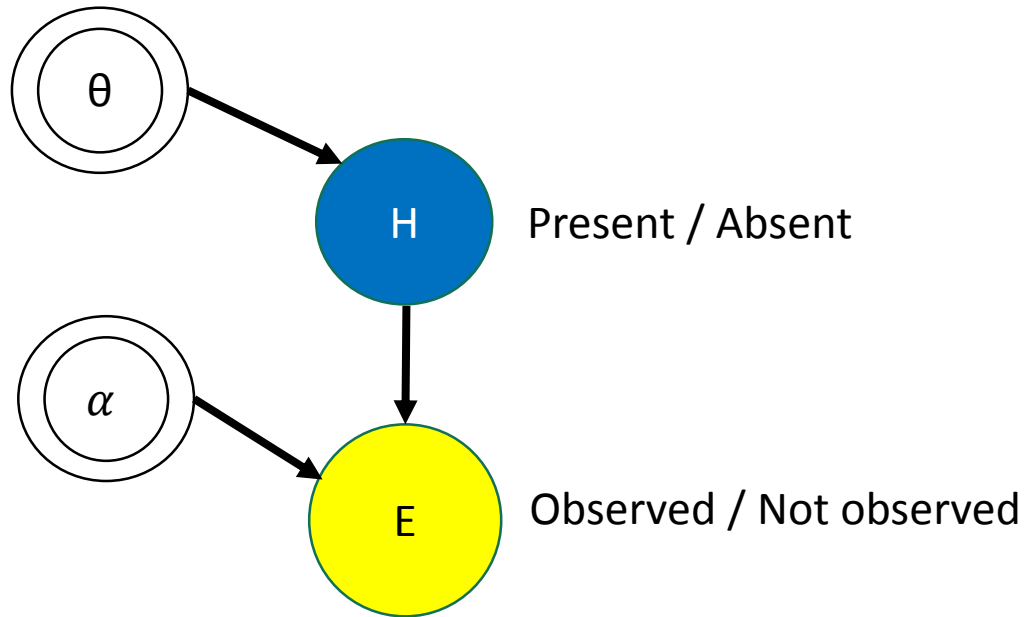 θ
H Present / Absent
α
E Observed / Not observed